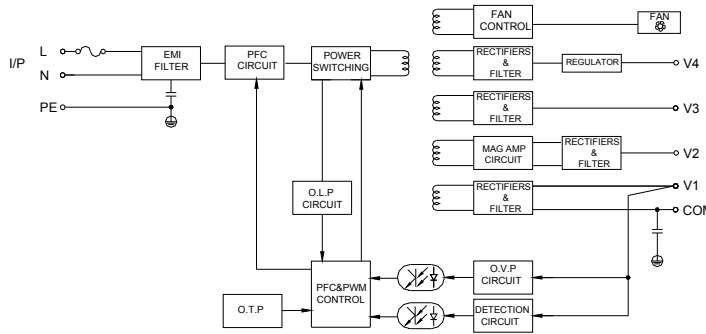 FAN
CONTROL
FAN
I/P
L
N
PE
EMI
FILTER
PFC
CIRCUIT
POWER
SWITCHING
RECTIFIERS
&
FILTER
REGULATOR
V4
RECTIFIERS
&
FILTER
V3
MAG AMP
CIRCUIT
RECTIFIERS
&
FILTER
V2
RECTIFIERS
&
FILTER
V1
COM
O.L.P
CIRCUIT
PFC&PWM
CONTROL
O.T.P
O.V.P
CIRCUIT
DETECTION
CIRCUIT